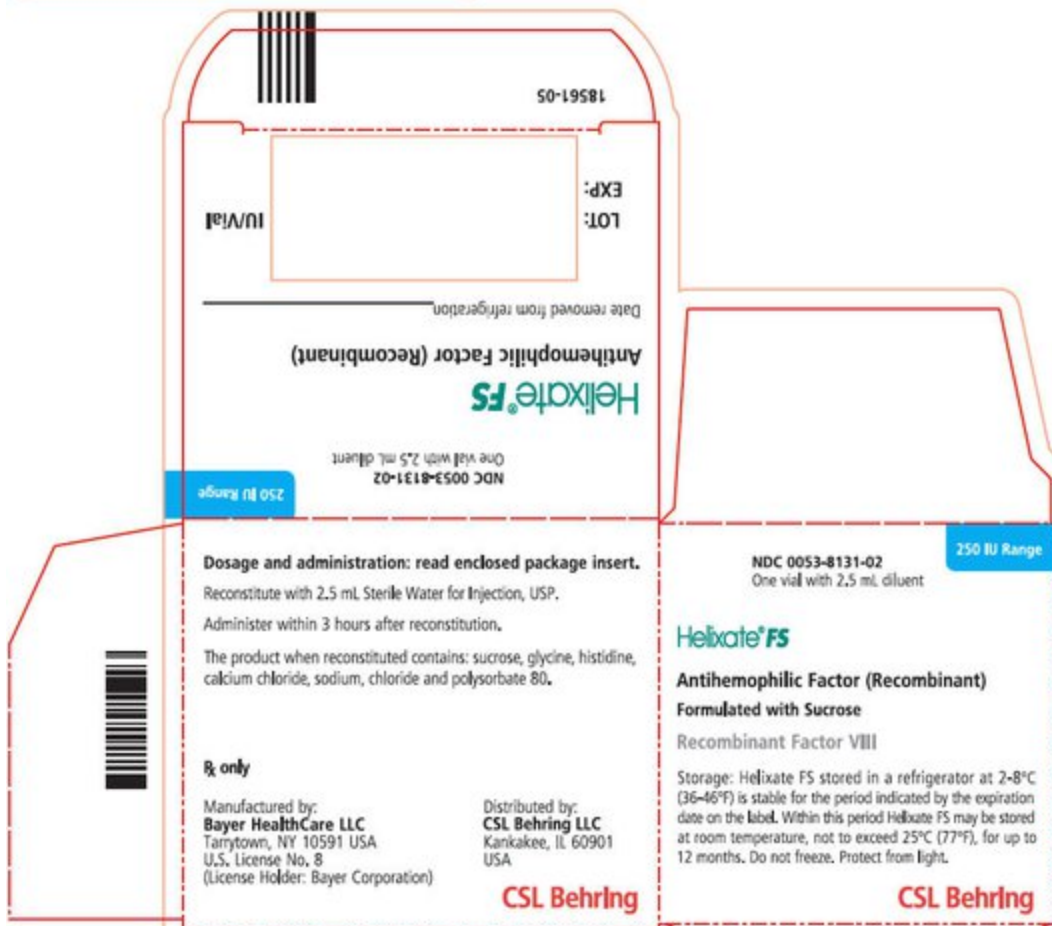 18561-05
LOT:
EXP:
IU/Vial
Date removed from refrigeration
Antihemophilic Factor (Recombinant)
Helixate® FS
One vial with 2.5 mL diluent
NDC 0053-8131-02
250 IU Range
Dosage and administration: read enclosed package insert.
Reconstitute with 2.5 mL Sterile Water for Injection, USP.
Administer within 3 hours after reconstitution.
The product when reconstituted contains: sucrose, glycine, histidine,
calcium chloride, sodium, chloride and polysorbate 80.
℞ only
Manufactured by:
Bayer HealthCare LLC
Tarrytown, NY 10591 USA
U.S. License No. 8
(License Holder: Bayer Corporation)
Distributed by:
CSL Behring LLC
Kankakee, IL 60901
USA
CSL Behring
250 IU Range
NDC 0053-8131-02
One vial with 2.5 mL diluent
Helixate® FS
Antihemophilic Factor (Recombinant)
Formulated with Sucrose
Recombinant Factor VIII
Storage: Helixate FS stored in a refrigerator at 2-8°C
(36-46°F) is stable for the period indicated by the expiration
date on the label. Within this period Helixate FS may be stored
at room temperature, not to exceed 25°C (77°F), for up to
12 months. Do not freeze. Protect from light.
CSL Behring